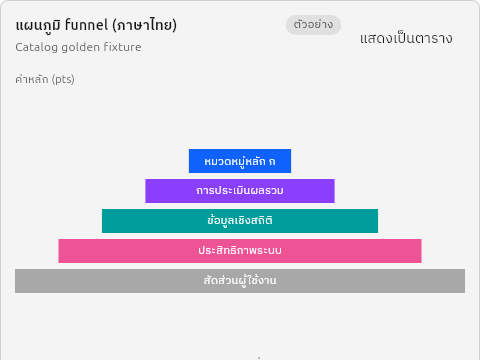 แผนภูมิ funnel (ภาษาไทย)
ตัวอย่าง
แสดงเป็นตาราง
Catalog golden fixture
ค่าหลัก (pts)
หมวดหมู่หลัก ก
การประเมินผลรวม
ข้อมูลเชิงสถิติ
ประสิทธิภาพระบบ
สัดส่วนผู้ใช้งาน